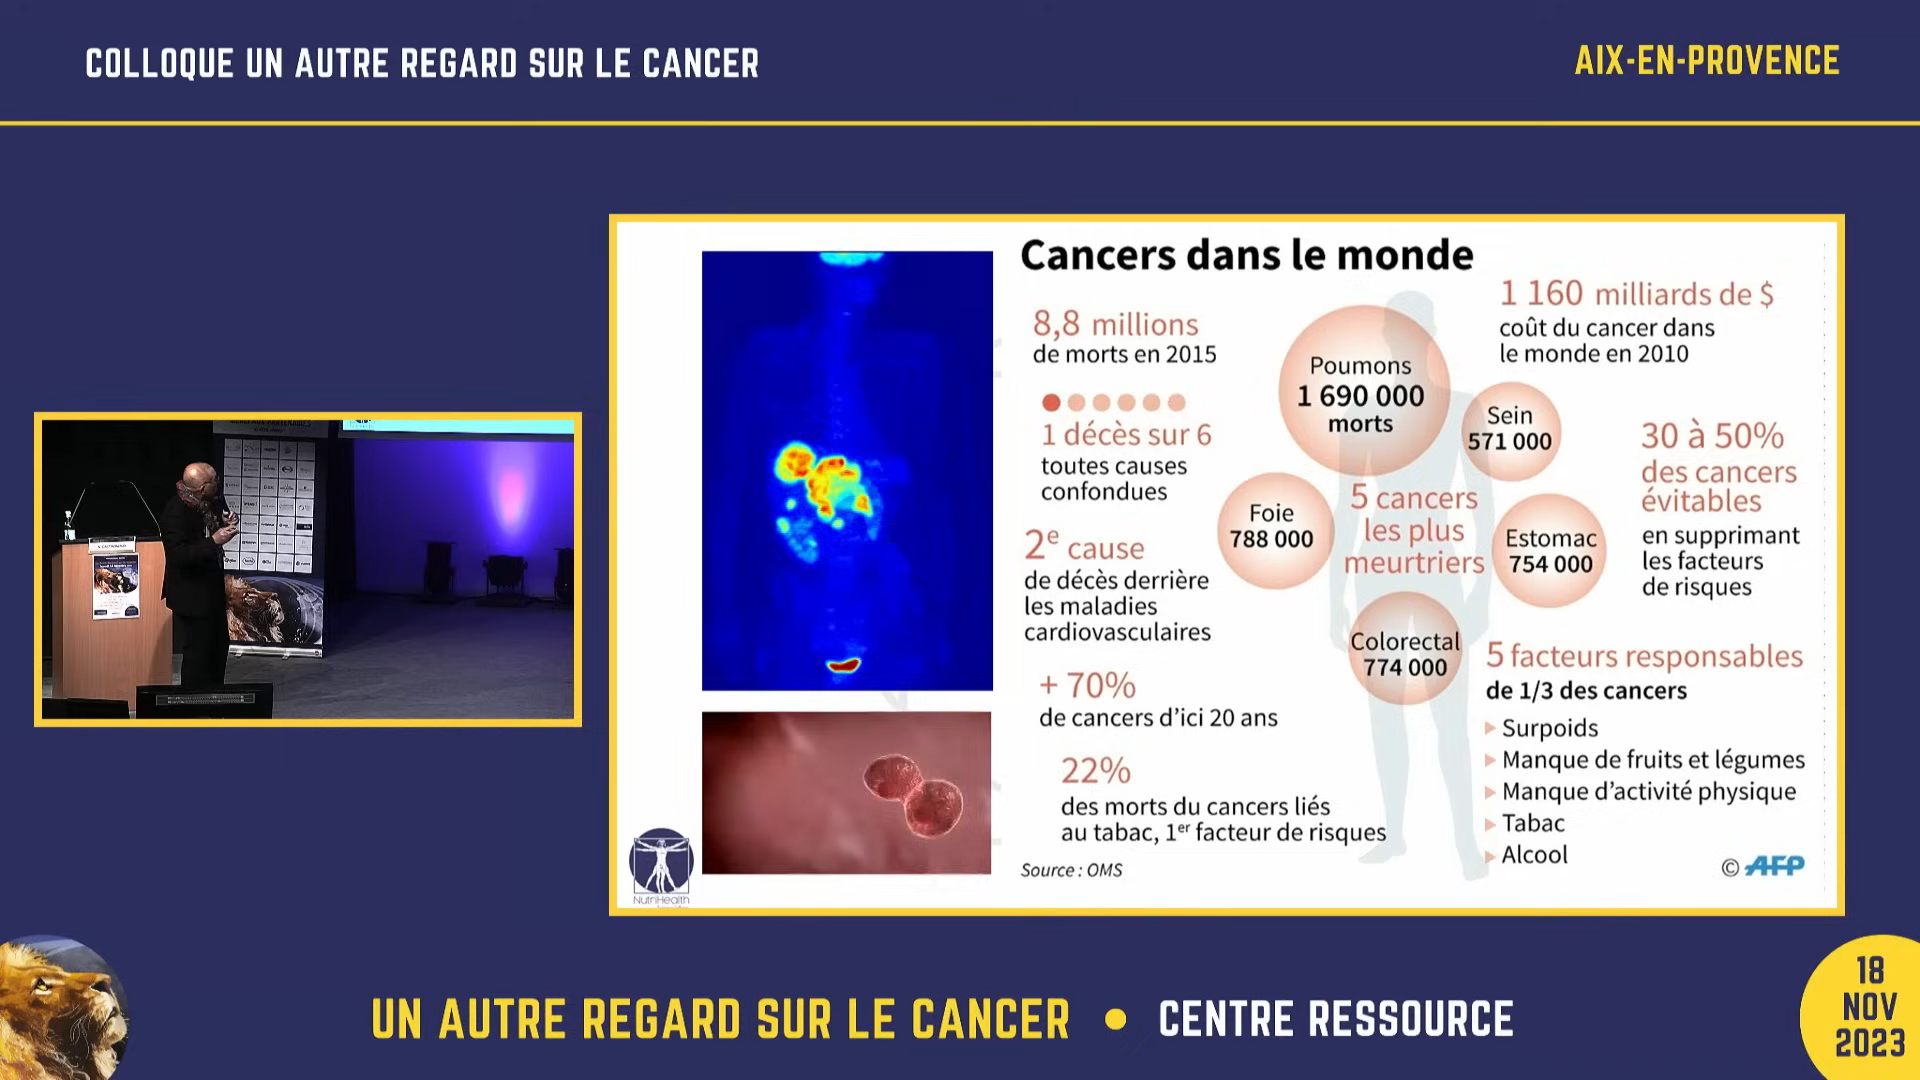 COLLOQUE UN AUTRE REGARD SUR LE CANCER
AIX-EN-PROVENCE
Cancers dans le monde
8,8 millions
de morts en 2015
1 décès sur 6
toutes causes
confondues
2e cause
de décès derrière
les maladies
cardiovasculaires
+ 70%
de cancers d'ici 20 ans
22%
des morts du cancers liés
au tabac, 1er facteur de risques
Source : OMS
Poumons
1 690 000
morts
Sein
571 000
Foie
788 000
5 cancers
les plus
meurtriers
Estomac
754 000
Colorectal
774 000
1 160 milliards de $
coût du cancer dans
le monde en 2010
30 à 50%
des cancers
évitables
en supprimant
les facteurs
de risques
5 facteurs responsables
de 1/3 des cancers
Surpoids
Manque de fruits et légumes
Manque d'activité physique
Tabac
Alcool
© AFP
NutriHealth
UN AUTRE REGARD SUR LE CANCER • CENTRE RESSOURCE
18
NOV
2023